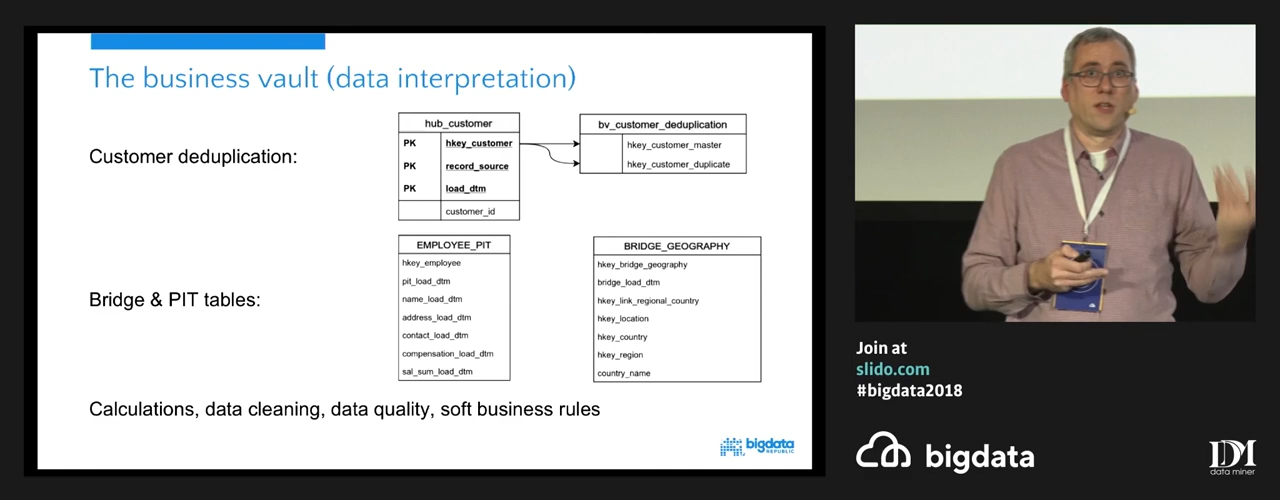 The business vault (data interpretation)
Customer deduplication:
hub_customer
PK hkey_customer
PK record_source
PK load_dtm
customer_id
bv_customer_deduplication
hkey_customer_master
hkey_customer_duplicate
Bridge & PIT tables:
EMPLOYEE_PIT
hkey_employee
pit_load_dtm
name_load_dtm
address_load_dtm
contact_load_dtm
compensation_load_dtm
sal_sum_load_dtm
BRIDGE_GEOGRAPHY
hkey_bridge_geography
bridge_load_dtm
hkey_link_regional_country
hkey_location
hkey_country
hkey_region
country_name
Calculations, data cleaning, data quality, soft business rules
bigdata
REPUBLIC
Join at
slido.com
#bigdata2018
bigdata
DM
data miner